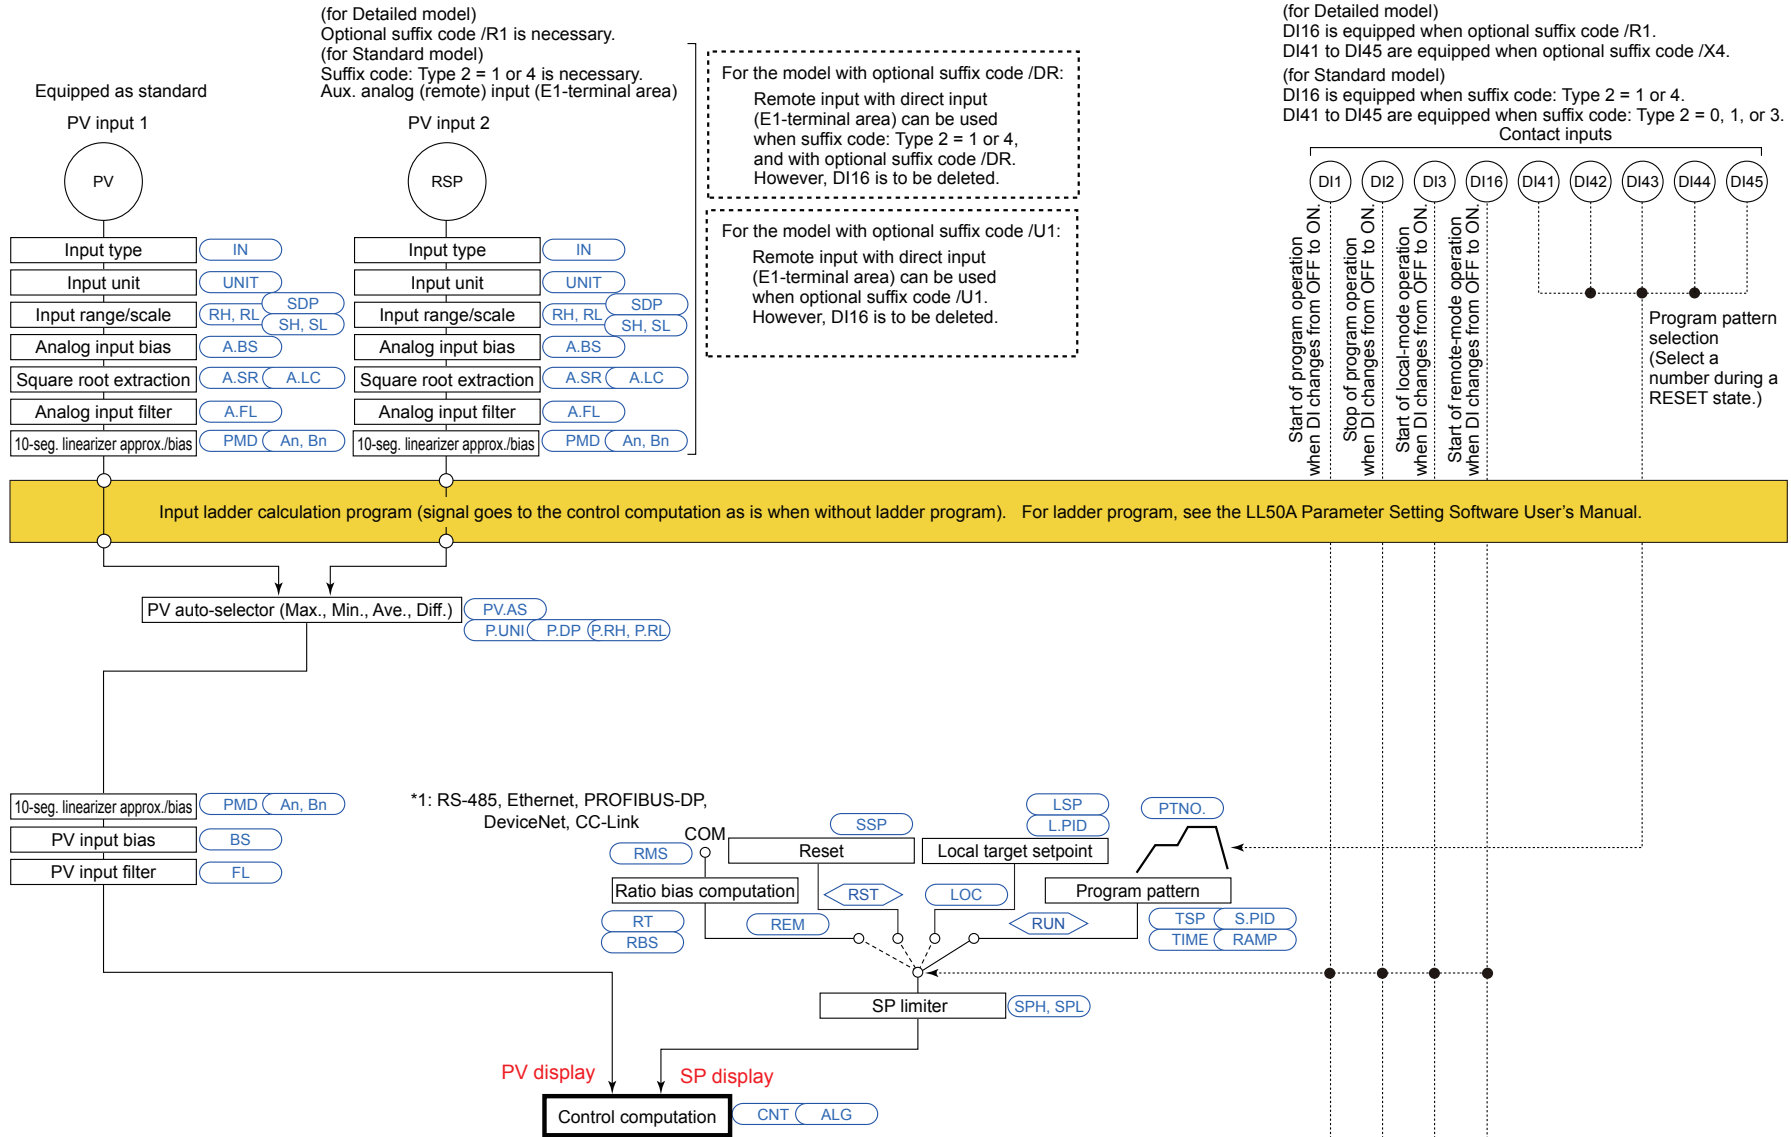 (for Detailed model)
Optional suffix code /R1 is necessary.
(for Standard model)
Suffix code: Type 2 = 1 or 4 is necessary.
Aux. analog (remote) input (E1-terminal area)
Equipped as standard
PV input 1
PV input 2
PV
RSP
For the model with optional suffix code /DR:
Remote input with direct input
(E1-terminal area) can be used
when suffix code: Type 2 = 1 or 4,
and with optional suffix code /DR.
However, DI16 is to be deleted.
For the model with optional suffix code /U1:
Remote input with direct input
(E1-terminal area) can be used
when optional suffix code /U1.
However, DI16 is to be deleted.
(for Detailed model)
DI16 is equipped when optional suffix code /R1.
DI41 to DI45 are equipped when optional suffix code /X4.
(for Standard model)
DI16 is equipped when suffix code: Type 2 = 1 or 4.
DI41 to DI45 are equipped when suffix code: Type 2 = 0, 1, or 3.
Contact inputs
DI1 DI2 DI3 DI16 DI41 DI42 DI43 DI44 DI45
Start of program operation
when DI changes from OFF to ON.
Stop of program operation
when DI changes from OFF to ON.
Start of local-mode operation
when DI changes from OFF to ON.
Start of remote-mode operation
when DI changes from OFF to ON.
Program pattern
selection
(Select a
number during a
RESET state.)
Input type IN
Input unit UNIT
Input range/scale RH, RL SDP SH, SL
Analog input bias A.BS
Square root extraction A.SR A.LC
Analog input filter A.FL
10-seg. linearizer approx./bias PMD An, Bn
Input type IN
Input unit UNIT
Input range/scale RH, RL SDP SH, SL
Analog input bias A.BS
Square root extraction A.SR A.LC
Analog input filter A.FL
10-seg. linearizer approx./bias PMD An, Bn
Input ladder calculation program (signal goes to the control computation as is when without ladder program). For ladder program, see the LL50A Parameter Setting Software User's Manual.
PV auto-selector (Max., Min., Ave., Diff.) PV.AS
P.UNI P.DP P.RH, P.RL
10-seg. linearizer approx./bias PMD An, Bn
PV input bias BS
PV input filter FL
*1: RS-485, Ethernet, PROFIBUS-DP,
DeviceNet, CC-Link
COM
RMS
SSP
LSP
L.PID
PTNO.
Reset
Local target setpoint
Ratio bias computation
Program pattern
RST
LOC
RT
RBS
REM
RUN
TSP S.PID
TIME RAMP
SP limiter SPH, SPL
PV display
SP display
Control computation CNT ALG